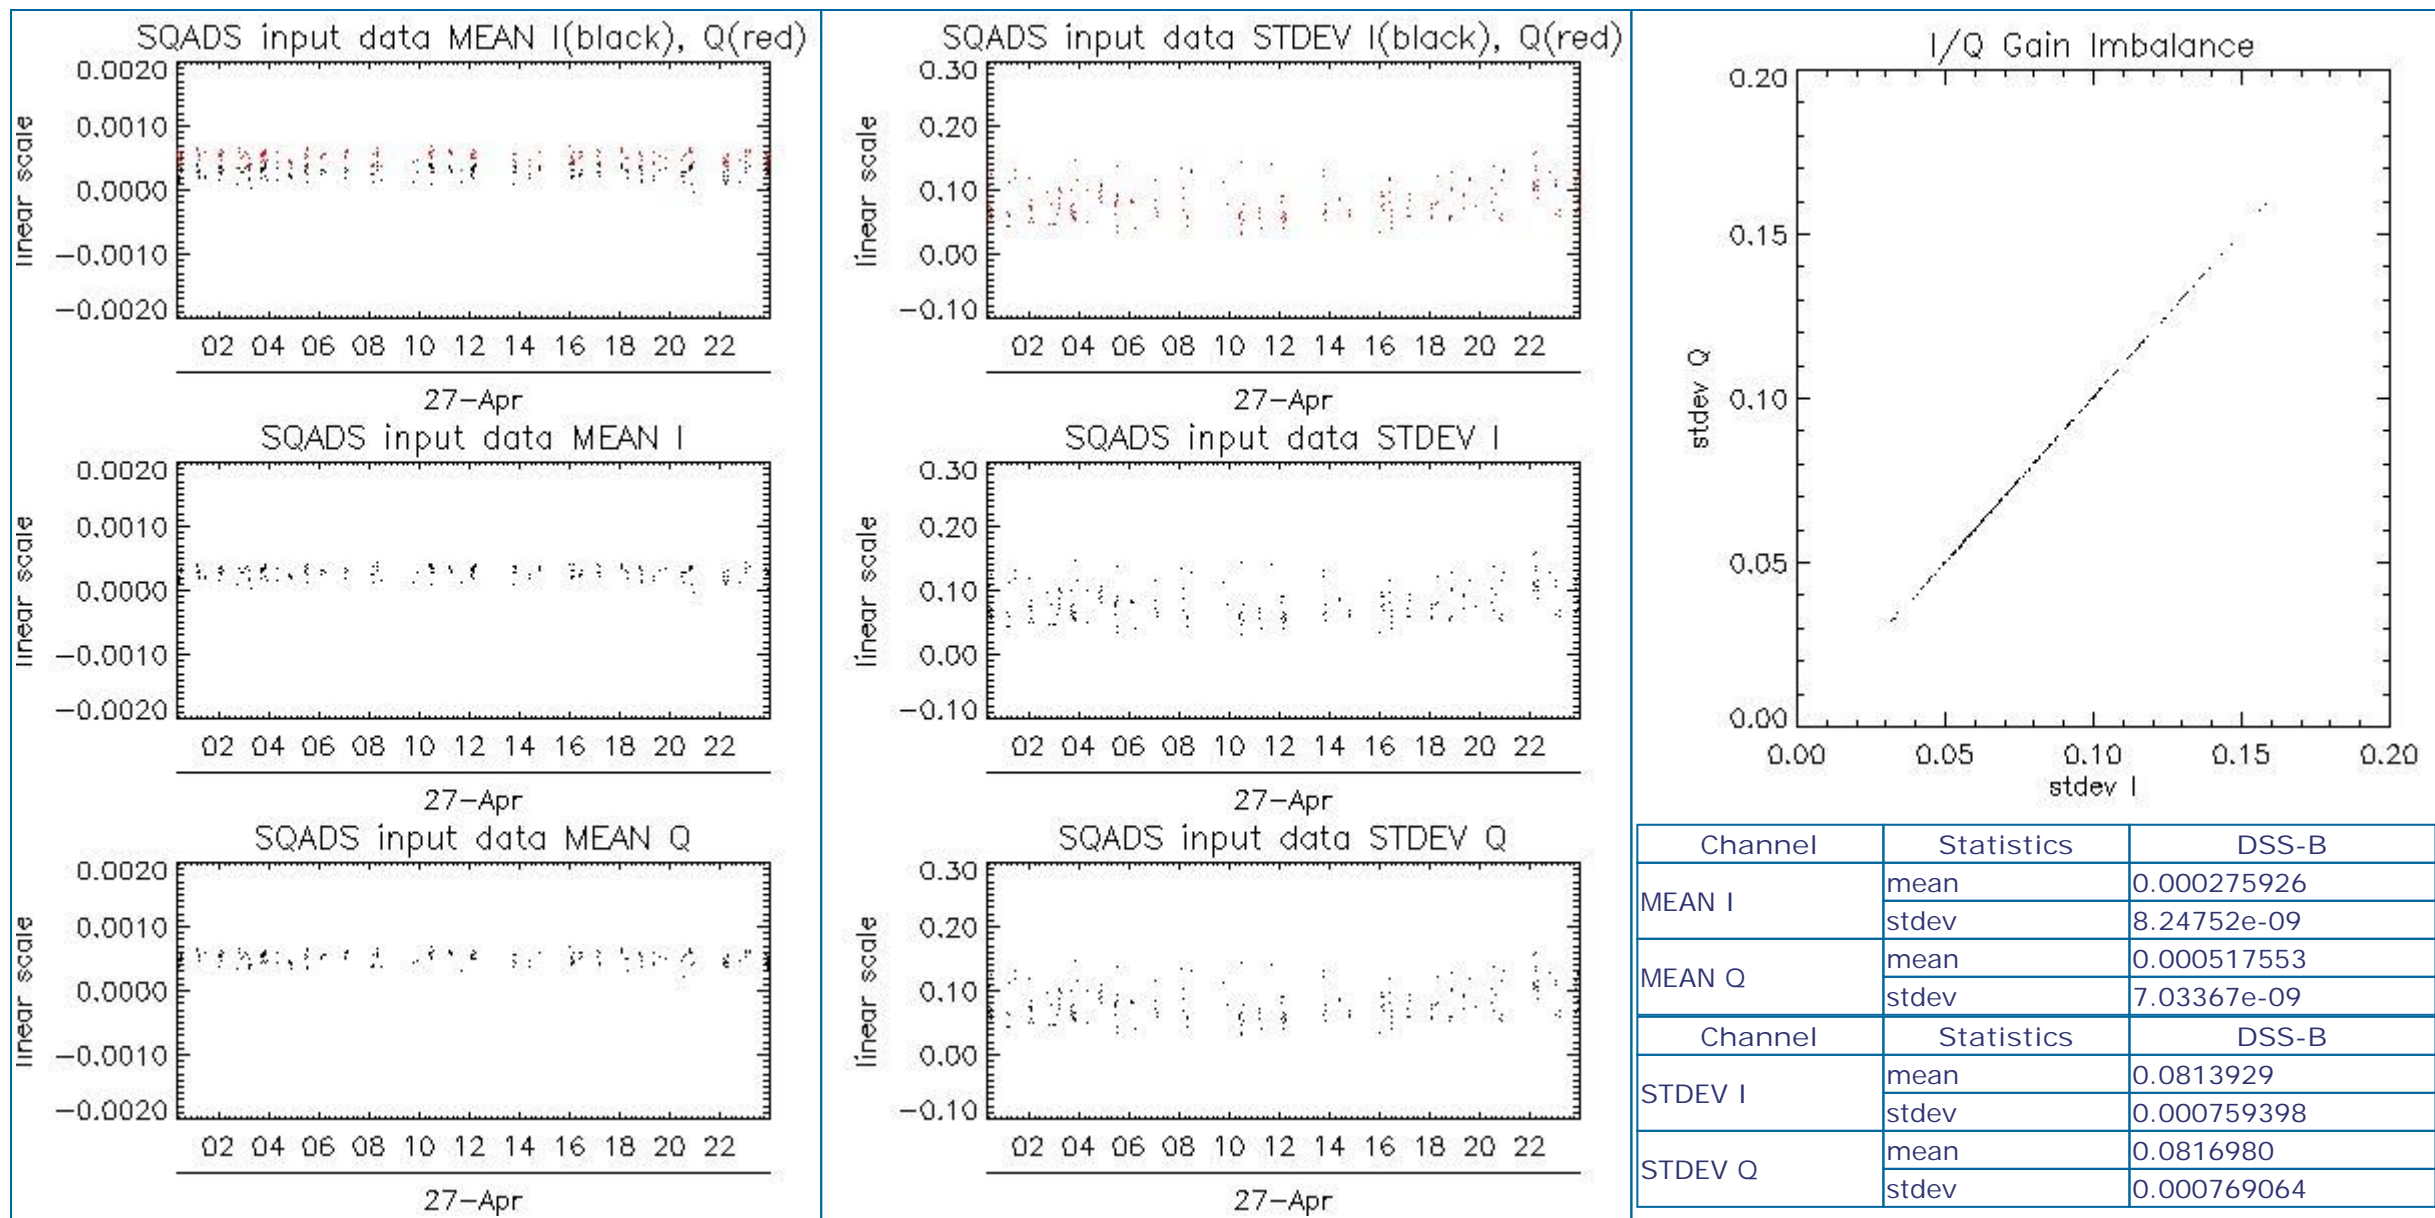 SQADS input data MEAN I(black), Q(red)
0.0020
0.0010
0.0000
-0.0010
-0.0020
linear scale
02 04 06 08 10 12 14 16 18 20 22
27-Apr
SQADS input data MEAN I
0.0020
0.0010
0.0000
-0.0010
-0.0020
linear scale
02 04 06 08 10 12 14 16 18 20 22
27-Apr
SQADS input data MEAN Q
0.0020
0.0010
0.0000
-0.0010
-0.0020
linear scale
02 04 06 08 10 12 14 16 18 20 22
27-Apr
SQADS input data STDEV I(black), Q(red)
0.30
0.20
0.10
0.00
-0.10
linear scale
02 04 06 08 10 12 14 16 18 20 22
27-Apr
SQADS input data STDEV I
0.30
0.20
0.10
0.00
-0.10
linear scale
02 04 06 08 10 12 14 16 18 20 22
27-Apr
SQADS input data STDEV Q
0.30
0.20
0.10
0.00
-0.10
linear scale
02 04 06 08 10 12 14 16 18 20 22
27-Apr
I/Q Gain Imbalance
0.20
0.15
0.10
0.05
0.00
stdev Q
0.00 0.05 0.10 0.15 0.20
stdev I
Channel Statistics DSS-B
MEAN I mean 0.000275926
stdev 8.24752e-09
MEAN Q mean 0.000517553
stdev 7.03367e-09
Channel Statistics DSS-B
STDEV I mean 0.0813929
stdev 0.000759398
STDEV Q mean 0.0816980
stdev 0.000769064